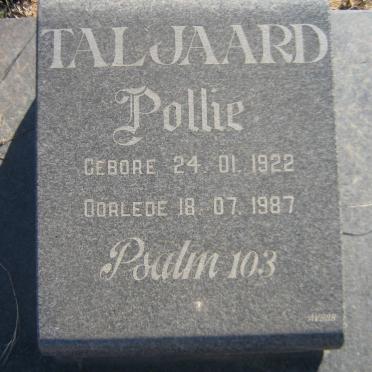 TALJAARD
Pollie
GEBORE 24. 01. 1922
OORLEDE 18. 07. 1987
Psalm 103